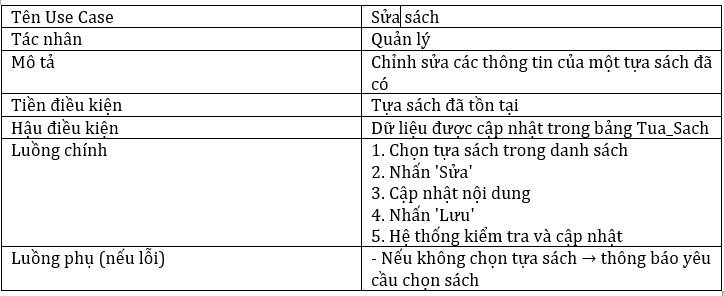 Tên Use Case
Sửa sách
Tác nhân
Quản lý
Mô tả
Chỉnh sửa các thông tin của một tựa sách đã
có
Tiền điều kiện
Tựa sách đã tồn tại
Hậu điều kiện
Dữ liệu được cập nhật trong bảng Tua_Sach
Luồng chính
1. Chọn tựa sách trong danh sách
2. Nhấn 'Sửa'
3. Cập nhật nội dung
4. Nhấn 'Lưu'
5. Hệ thống kiểm tra và cập nhật
Luồng phụ (nếu lỗi)
- Nếu không chọn tựa sách → thông báo yêu
cầu chọn sách